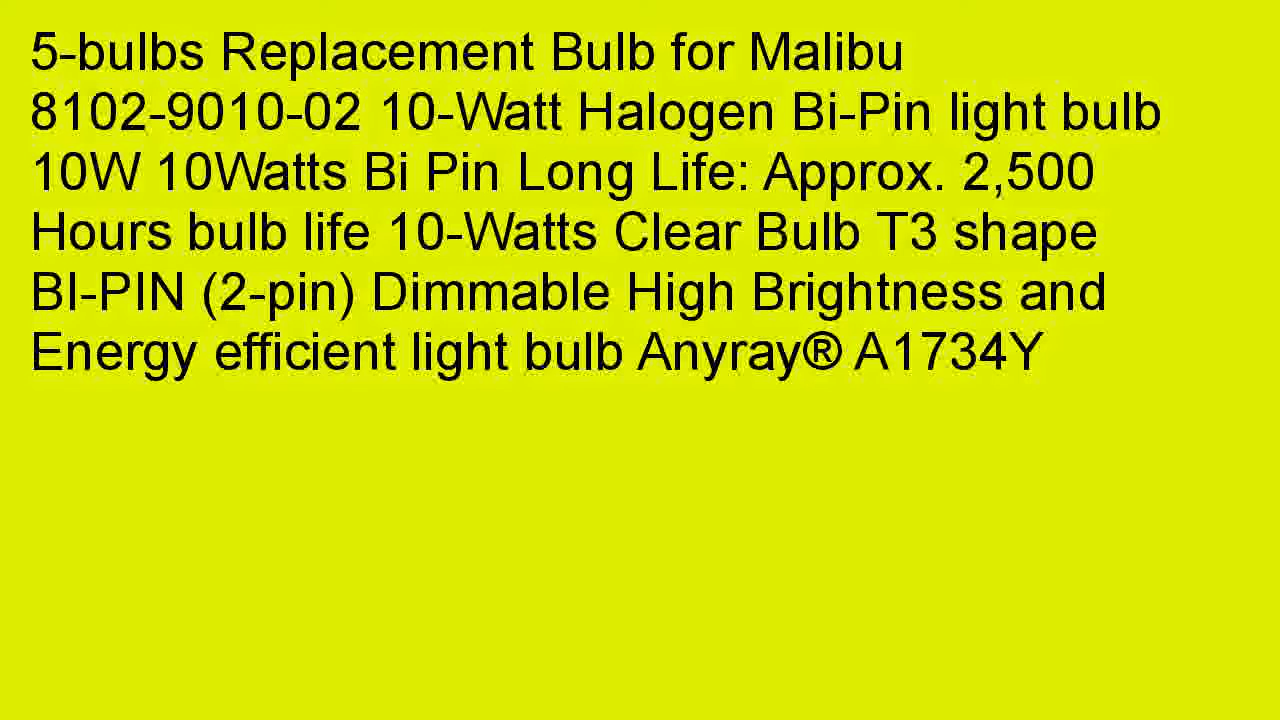 5-bulbs Replacement Bulb for Malibu
8102-9010-02 10-Watt Halogen Bi-Pin light bulb
10W 10Watts Bi Pin Long Life: Approx. 2,500
Hours bulb life 10-Watts Clear Bulb T3 shape
BI-PIN (2-pin) Dimmable High Brightness and
Energy efficient light bulb Anyray® A1734Y